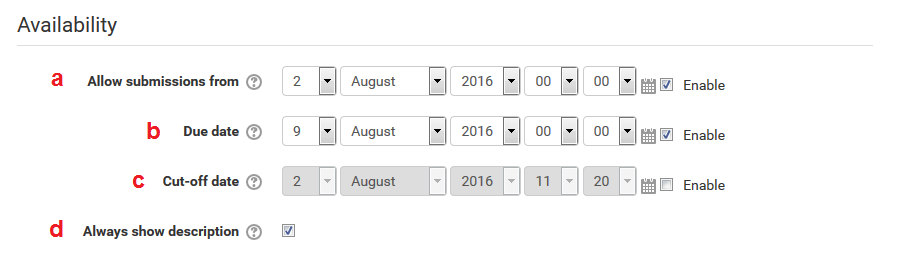 Availability
a Allow submissions from ? 2 August 2016 00 00 Enable
b Due date ? 9 August 2016 00 00 Enable
c Cut-off date ? 2 August 2016 11 20 Enable
d Always show description ?